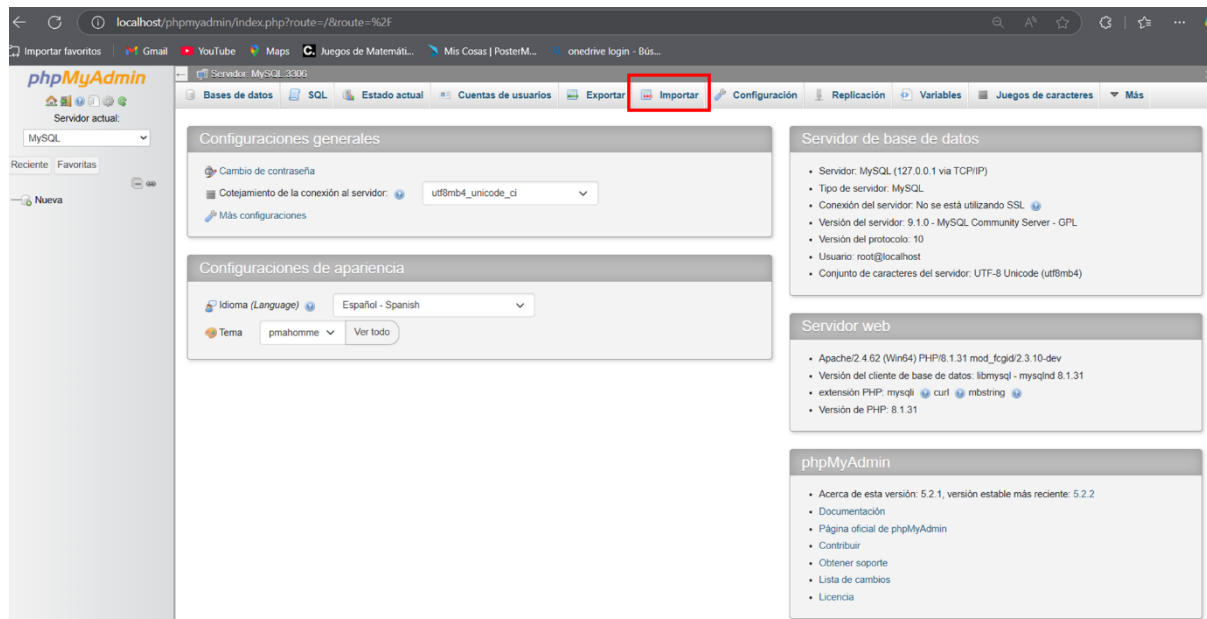 localhost/phpmyadmin/index.php?route=/&route=%2F
Importar favoritos Gmail YouTube Maps Juegos de Matemáti... Mis Cosas | PosterM... onedrive login - Bús...
phpMyAdmin
Servidor actual:
MySQL
Reciente Favoritas
Nueva
Servidor: MySQL:3306
Bases de datos SQL Estado actual Cuentas de usuarios Exportar Importar Configuración Replicación Variables Juegos de caracteres Más
Configuraciones generales
Cambio de contraseña
Cotejamiento de la conexión al servidor: utf8mb4_unicode_ci
Más configuraciones
Configuraciones de apariencia
Idioma (Language) Español - Spanish
Tema pmahomme Ver todo
Servidor de base de datos
• Servidor: MySQL (127.0.0.1 via TCP/IP)
• Tipo de servidor: MySQL
• Conexión del servidor: No se está utilizando SSL
• Versión del servidor: 9.1.0 - MySQL Community Server - GPL
• Versión del protocolo: 10
• Usuario: root@localhost
• Conjunto de caracteres del servidor: UTF-8 Unicode (utf8mb4)
Servidor web
• Apache/2.4.62 (Win64) PHP/8.1.31 mod_fcgid/2.3.10-dev
• Versión del cliente de base de datos: libmysql - mysqlnd 8.1.31
• extensión PHP: mysqli curl mbstring
• Versión de PHP: 8.1.31
phpMyAdmin
• Acerca de esta versión: 5.2.1, versión estable más reciente: 5.2.2
• Documentación
• Página oficial de phpMyAdmin
• Contribuir
• Obtener soporte
• Lista de cambios
• Licencia